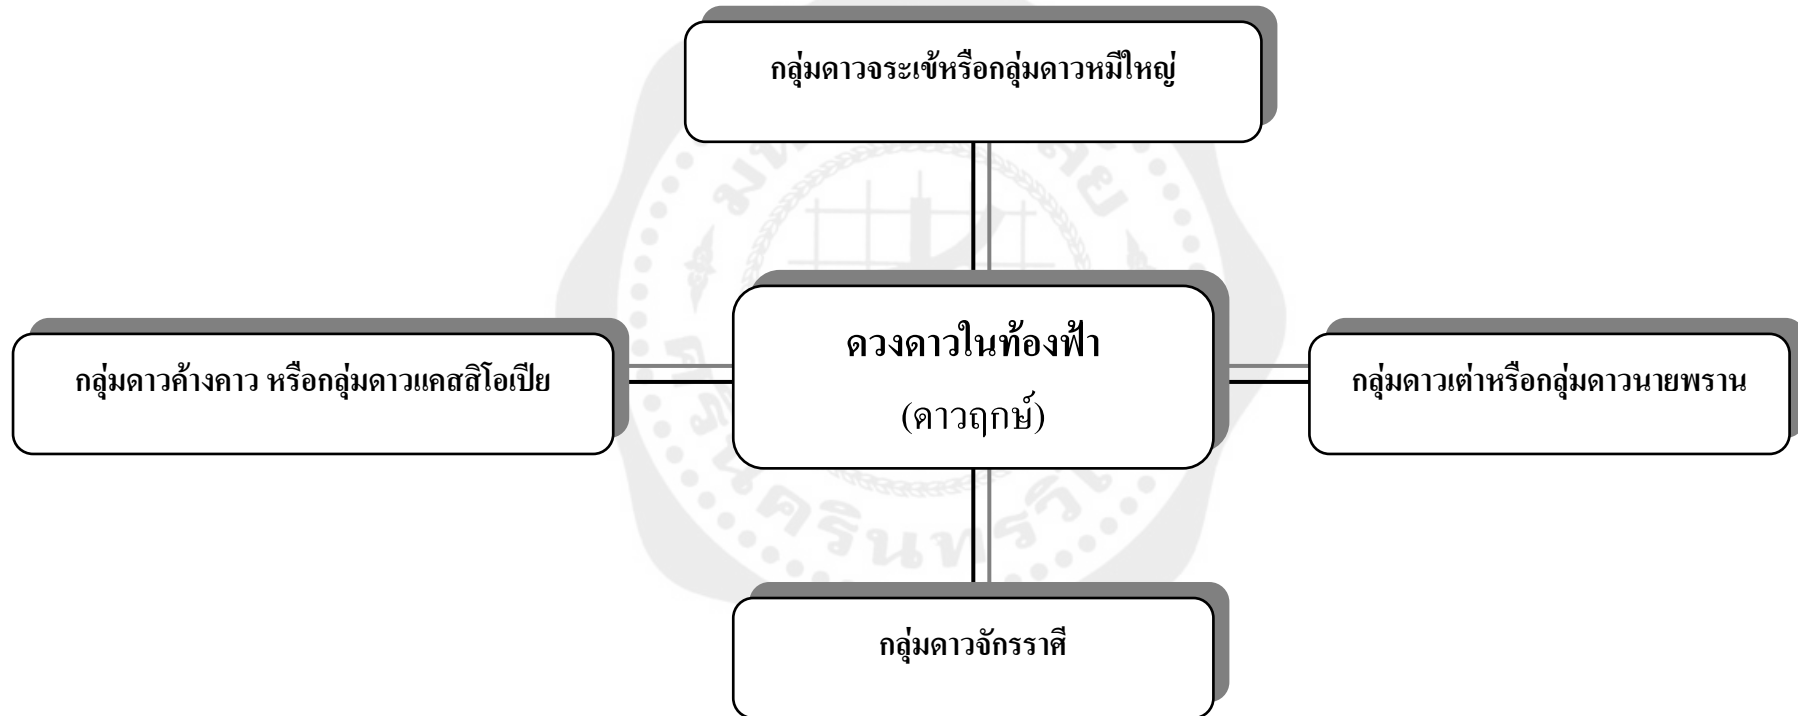 กลุ่มดาวจระเข้หรือกลุ่มดาวหมีใหญ่
ดวงดาวในท้องฟ้า
(ดาวฤกษ์)
กลุ่มดาวค้างคาว หรือกลุ่มดาวแคสสิโอเปีย
กลุ่มดาวเต่าหรือกลุ่มดาวนายพราน
กลุ่มดาวจักรราศี